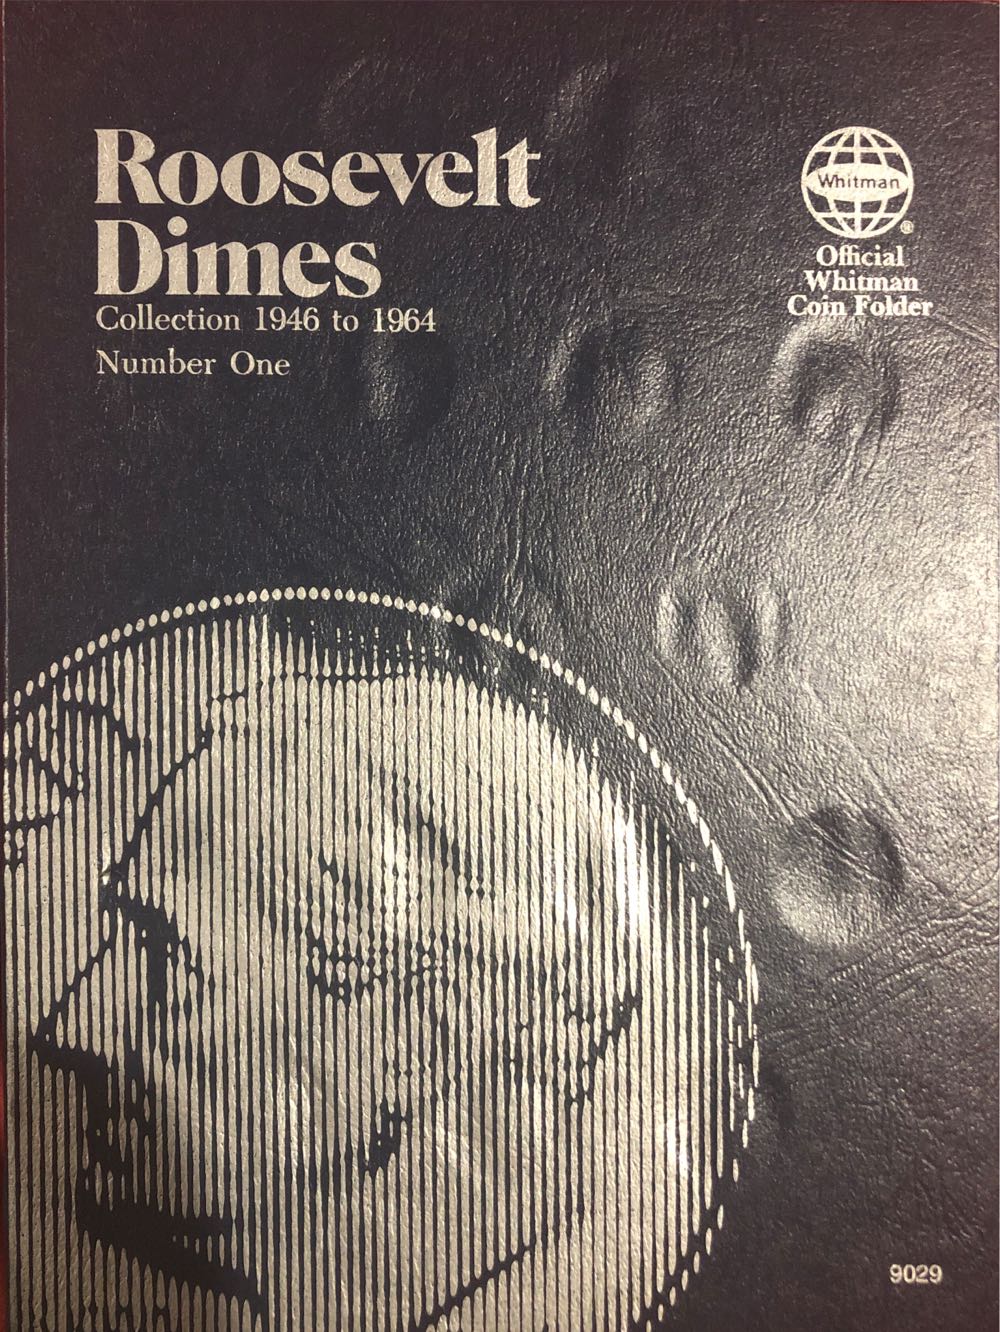 Roosevelt
Dimes
Collection 1946 to 1964
Number One
Whitman
®
Official
Whitman
Coin Folder
9029